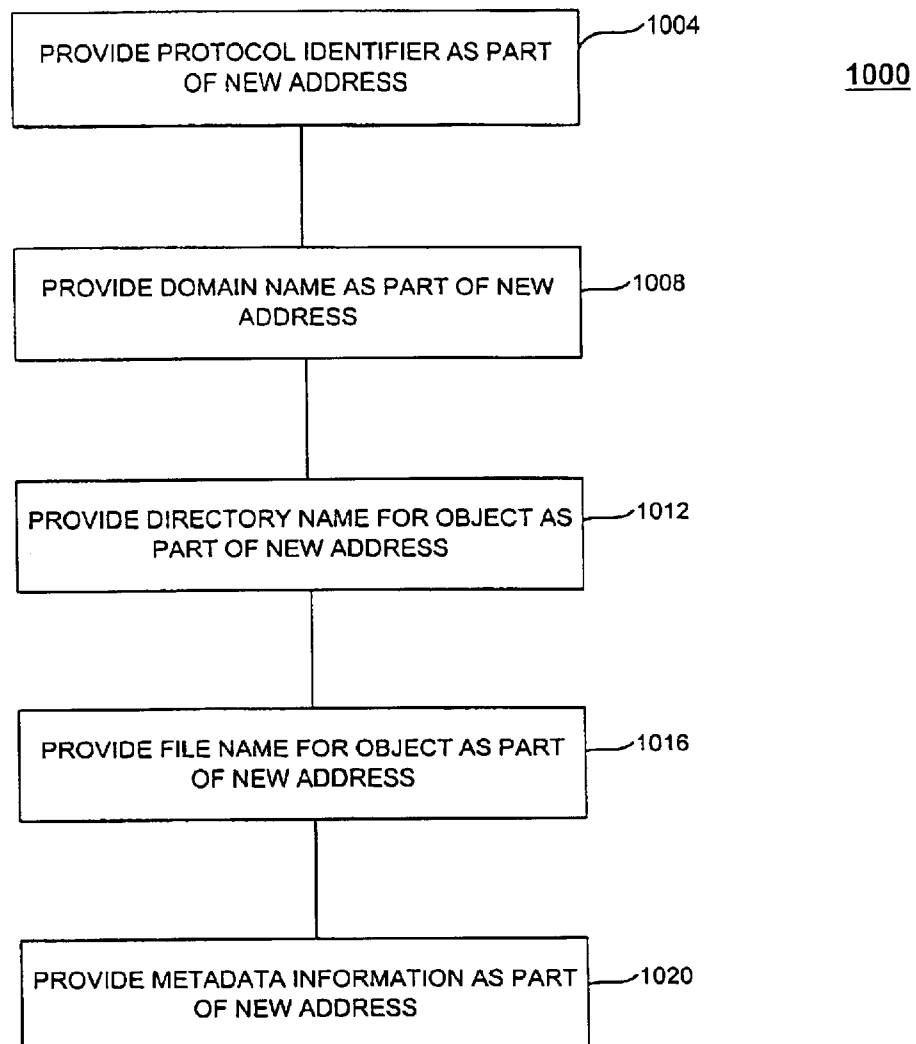 PROVIDE PROTOCOL IDENTIFIER AS PART
OF NEW ADDRESS
1004
1000
PROVIDE DOMAIN NAME AS PART OF NEW
ADDRESS
1008
PROVIDE DIRECTORY NAME FOR OBJECT AS
PART OF NEW ADDRESS
1012
PROVIDE FILE NAME FOR OBJECT AS PART
OF NEW ADDRESS
1016
PROVIDE METADATA INFORMATION AS PART
OF NEW ADDRESS
1020